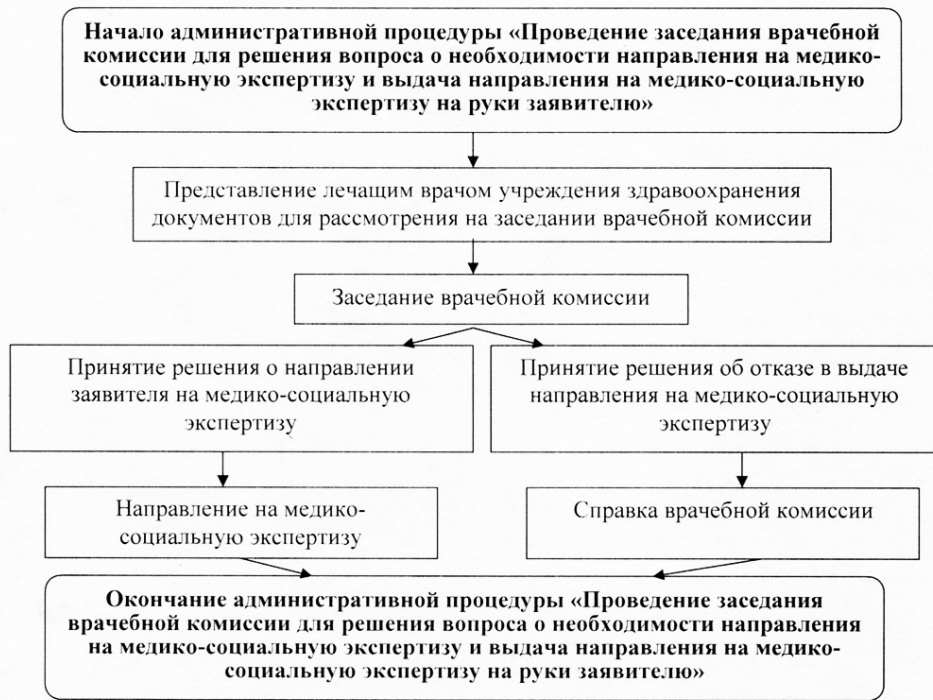 Начало административной процедуры «Проведение заседания врачебной
комиссии для решения вопроса о необходимости направления на медико-
социальную экспертизу и выдача направления на медико-социальную
экспертизу на руки заявителю»
Представление лечащим врачом учреждения здравоохранения
документов для рассмотрения на заседании врачебной комиссии
Заседание врачебной комиссии
Принятие решения о направлении
заявителя на медико-социальную
экспертизу
Принятие решения об отказе в выдаче
направления на медико-социальную
экспертизу
Направление на медико-
социальную экспертизу
Справка врачебной комиссии
Окончание административной процедуры «Проведение заседания
врачебной комиссии для решения вопроса о необходимости направления
на медико-социальную экспертизу и выдача направления на медико-
социальную экспертизу на руки заявителю»